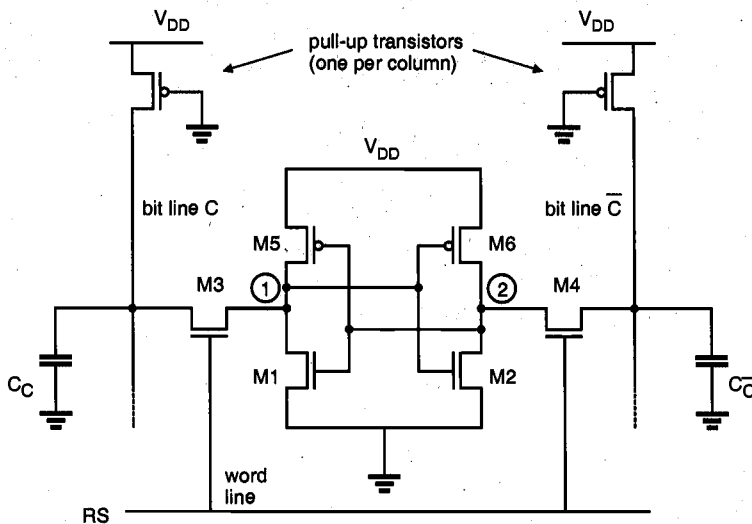 V_DD
V_DD
pull-up transistors
(one per column)
V_DD
bit line C
bit line C̅
M5
M6
M3
1
2
M4
C_C
M1
M2
C_C̅
word
line
RS